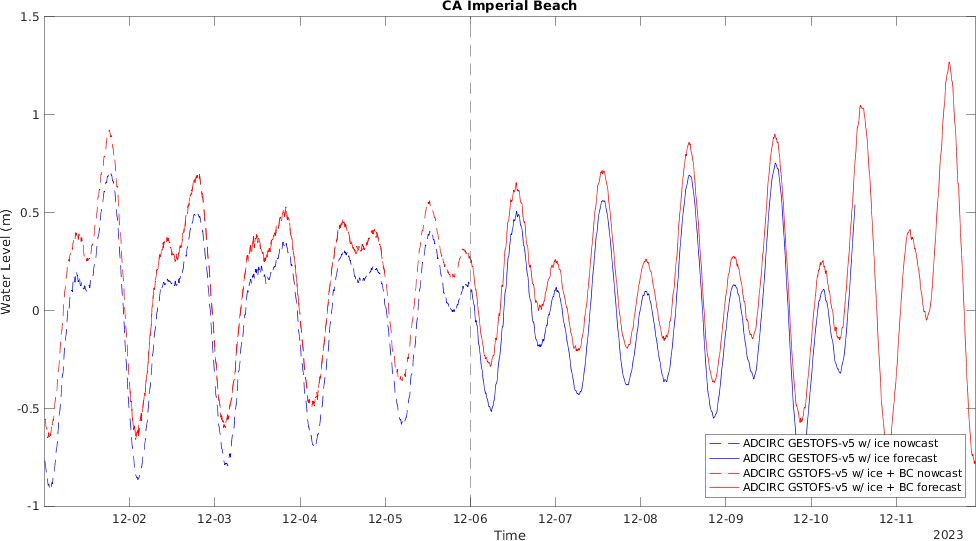 CA Imperial Beach
1.5
1
0.5
0
-0.5
-1
Water Level (m)
12-02 12-03 12-04 12-05 12-06 12-07 12-08 12-09 12-10 12-11
Time
2023
ADCIRC GESTOFS-v5 w/ ice nowcast
ADCIRC GESTOFS-v5 w/ ice forecast
ADCIRC GSTOFS-v5 w/ ice + BC nowcast
ADCIRC GSTOFS-v5 w/ ice + BC forecast